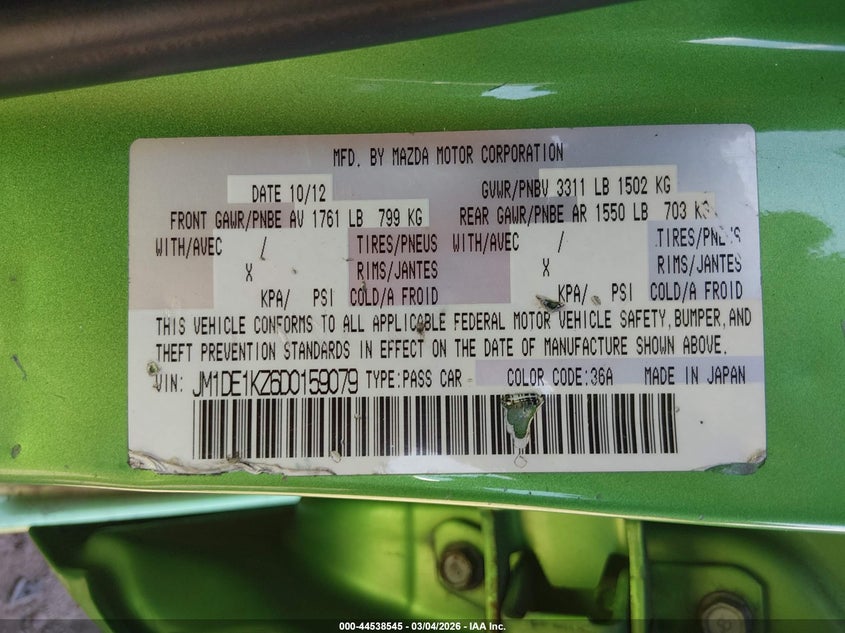 MFD. BY MAZDA MOTOR CORPORATION
DATE 10/12 GVWR/PNBV 3311 LB 1502 KG
FRONT GAWR/PNBE AV 1761 LB 799 KG REAR GAWR/PNBE AR 1550 LB 703 KG
WITH/AVEC / TIRES/PNEUS WITH/AVEC / TIRES/PNEUS
X RIMS/JANTES X RIMS/JANTES
KPA/ PSI COLD/A FROID KPA/ PSI COLD/A FROID
THIS VEHICLE CONFORMS TO ALL APPLICABLE FEDERAL MOTOR VEHICLE SAFETY, BUMPER, AND
THEFT PREVENTION STANDARDS IN EFFECT ON THE DATE OF MANUFACTURE SHOWN ABOVE.
VIN: JM1DE1KZ6D0159079 TYPE:PASS CAR COLOR CODE:36A MADE IN JAPAN
000-44538545 - 03/04/2026 - IAA Inc.